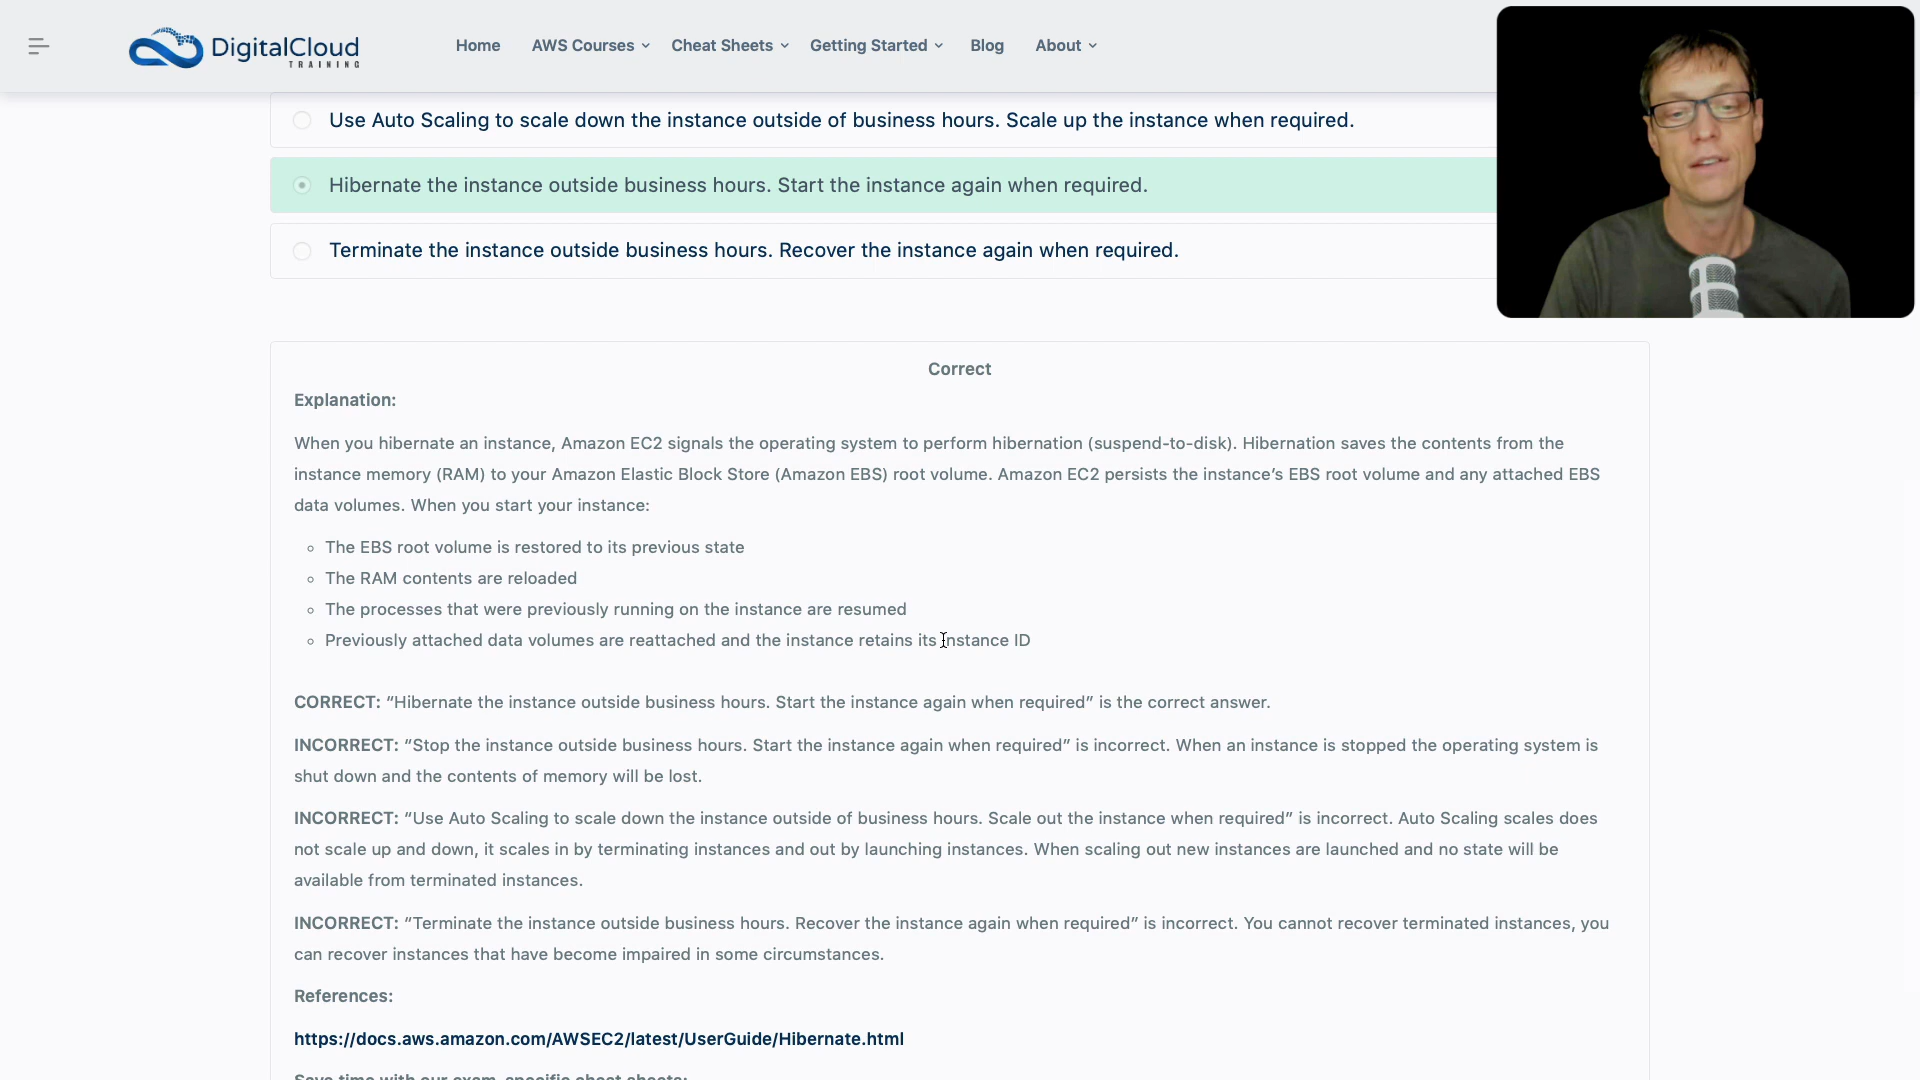 DigitalCloud
TRAINING
Home AWS Courses Cheat Sheets Getting Started Blog About
Use Auto Scaling to scale down the instance outside of business hours. Scale up the instance when required.
Hibernate the instance outside business hours. Start the instance again when required.
Terminate the instance outside business hours. Recover the instance again when required.
Correct
Explanation:
When you hibernate an instance, Amazon EC2 signals the operating system to perform hibernation (suspend-to-disk). Hibernation saves the contents from the
instance memory (RAM) to your Amazon Elastic Block Store (Amazon EBS) root volume. Amazon EC2 persists the instance’s EBS root volume and any attached EBS
data volumes. When you start your instance:
The EBS root volume is restored to its previous state
The RAM contents are reloaded
The processes that were previously running on the instance are resumed
Previously attached data volumes are reattached and the instance retains its instance ID
CORRECT: “Hibernate the instance outside business hours. Start the instance again when required” is the correct answer.
INCORRECT: “Stop the instance outside business hours. Start the instance again when required” is incorrect. When an instance is stopped the operating system is
shut down and the contents of memory will be lost.
INCORRECT: “Use Auto Scaling to scale down the instance outside of business hours. Scale out the instance when required” is incorrect. Auto Scaling scales does
not scale up and down, it scales in by terminating instances and out by launching instances. When scaling out new instances are launched and no state will be
available from terminated instances.
INCORRECT: “Terminate the instance outside business hours. Recover the instance again when required” is incorrect. You cannot recover terminated instances, you
can recover instances that have become impaired in some circumstances.
References:
https://docs.aws.amazon.com/AWSEC2/latest/UserGuide/Hibernate.html
Save time with our exam-specific cheat sheets: